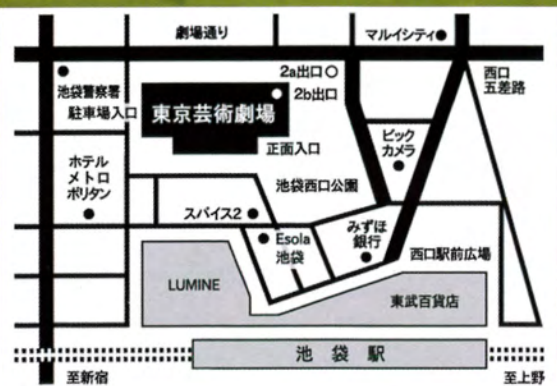 劇場通り
マルイシティ
2a出口
2b出口
西口
五差路
池袋警察署
駐車場入口
東京芸術劇場
正面入口
ビック
カメラ
ホテル
メトロ
ポリタン
池袋西口公園
スパイス2
Esola
池袋
みずほ
銀行
西口駅前広場
LUMINE
東武百貨店
池袋駅
至新宿
至上野